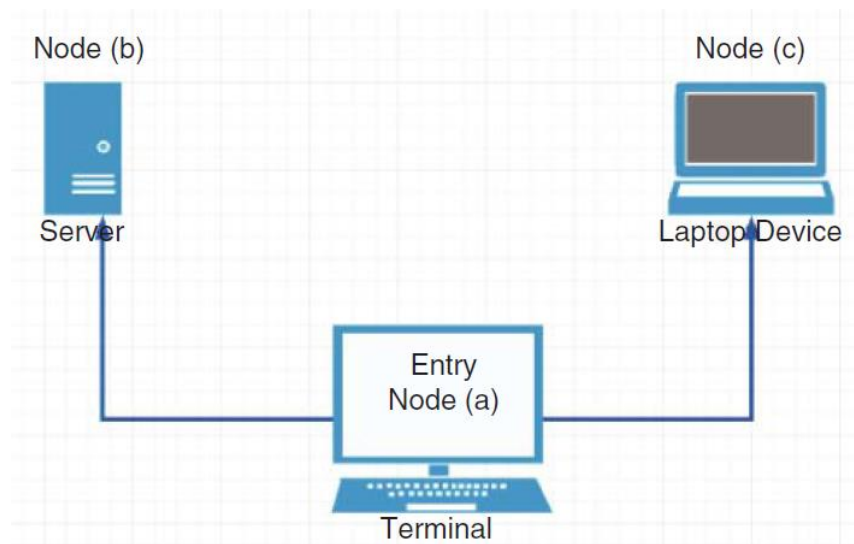 Node (b)
Node (c)
Server
Laptop Device
Entry
Node (a)
Terminal